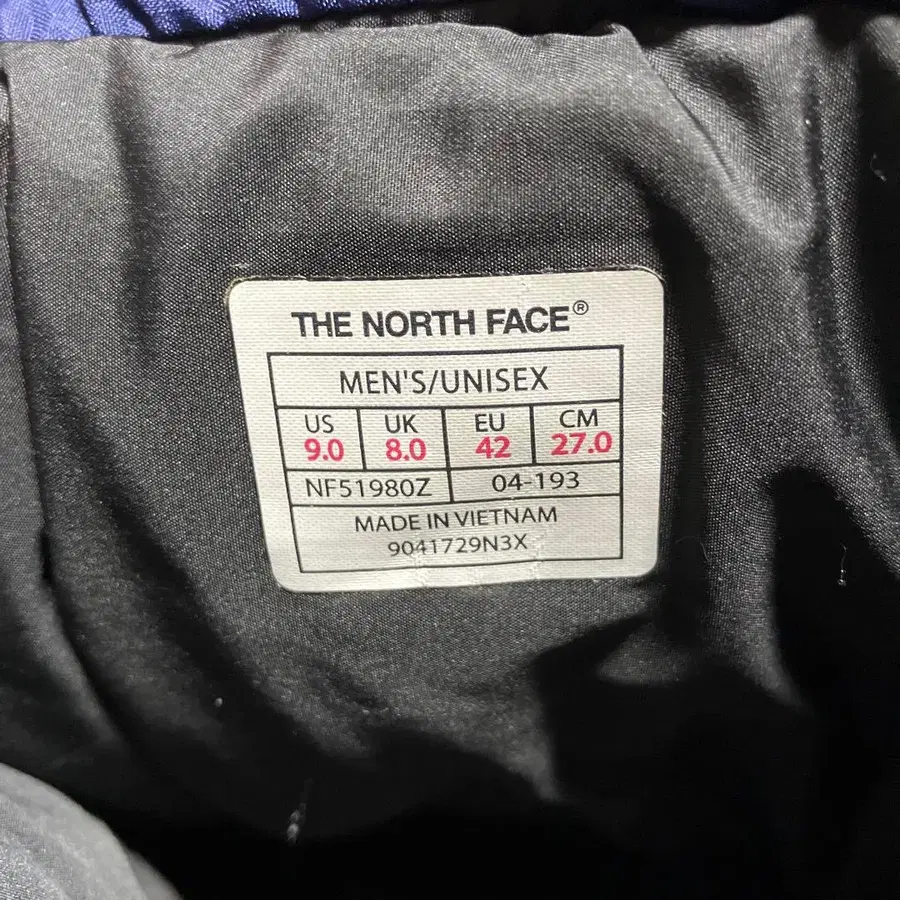 THE NORTH FACE®
MEN'S/UNISEX
US UK EU CM
9.0 8.0 42 27.0
NF51980Z 04-193
MADE IN VIETNAM
9041729N3X